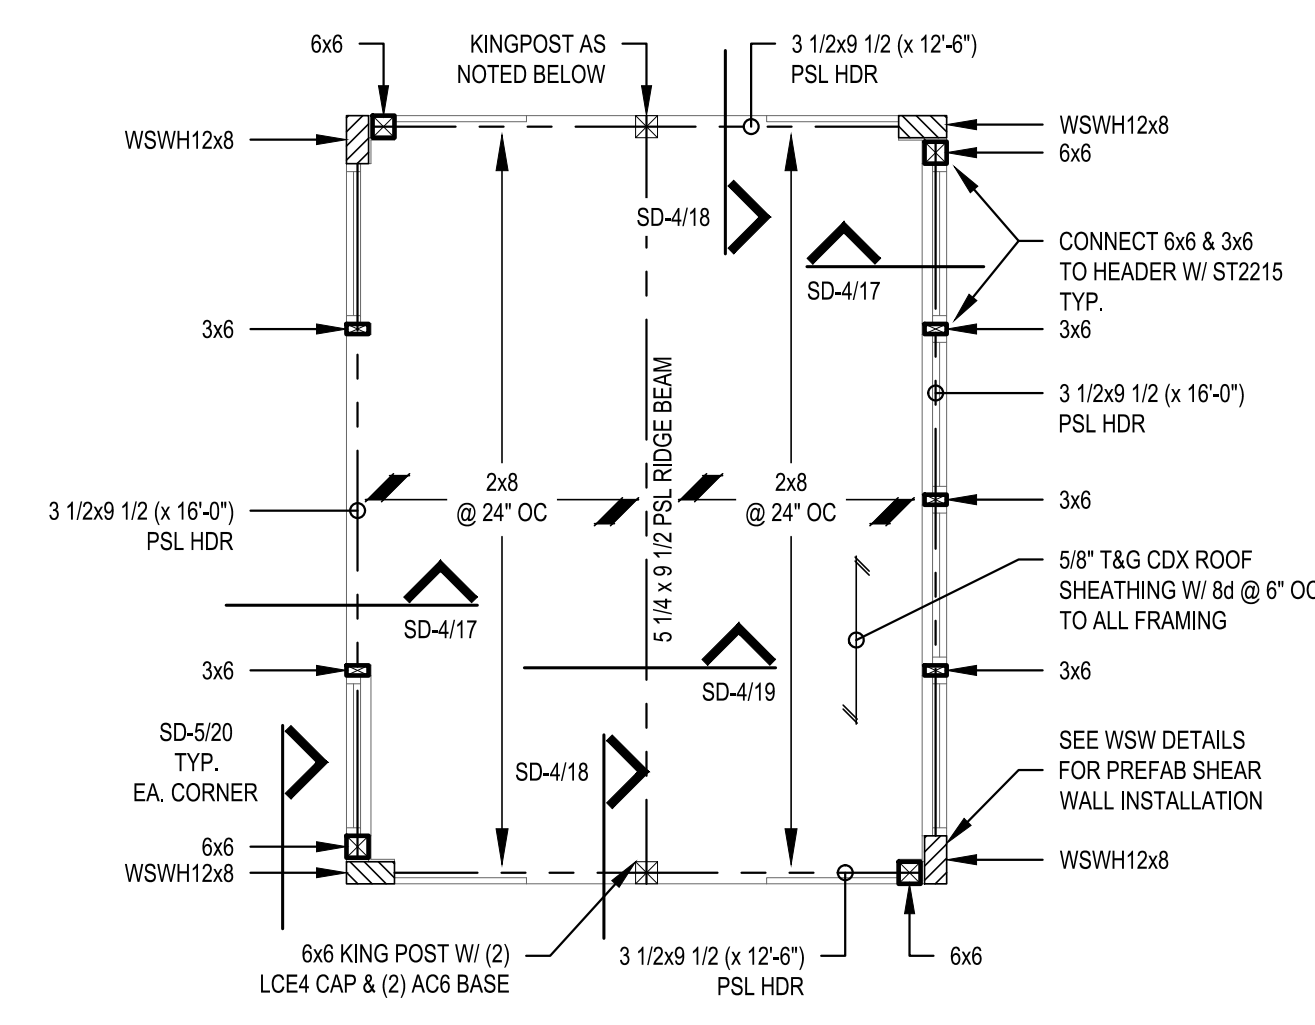 6x6
KINGPOST AS
NOTED BELOW
3 1/2x9 1/2 (x 12'-6")
PSL HDR
WSWH12x8
WSWH12x8
6x6
SD-4/18
CONNECT 6x6 & 3x6
TO HEADER W/ ST2215
TYP.
SD-4/17
3x6
3x6
3 1/2x9 1/2 (x 16'-0")
PSL HDR
5 1/4 x 9 1/2 PSL RIDGE BEAM
2x8
@ 24" OC
2x8
@ 24" OC
3x6
3 1/2x9 1/2 (x 16'-0")
PSL HDR
5/8" T&G CDX ROOF
SHEATHING W/ 8d @ 6" OC
TO ALL FRAMING
SD-4/17
3x6
3x6
SD-4/19
SD-5/20
TYP.
EA. CORNER
SD-4/18
SEE WSW DETAILS
FOR PREFAB SHEAR
WALL INSTALLATION
6x6
WSWH12x8
WSWH12x8
6x6 KING POST W/ (2)
LCE4 CAP & (2) AC6 BASE
3 1/2x9 1/2 (x 12'-6")
PSL HDR
6x6